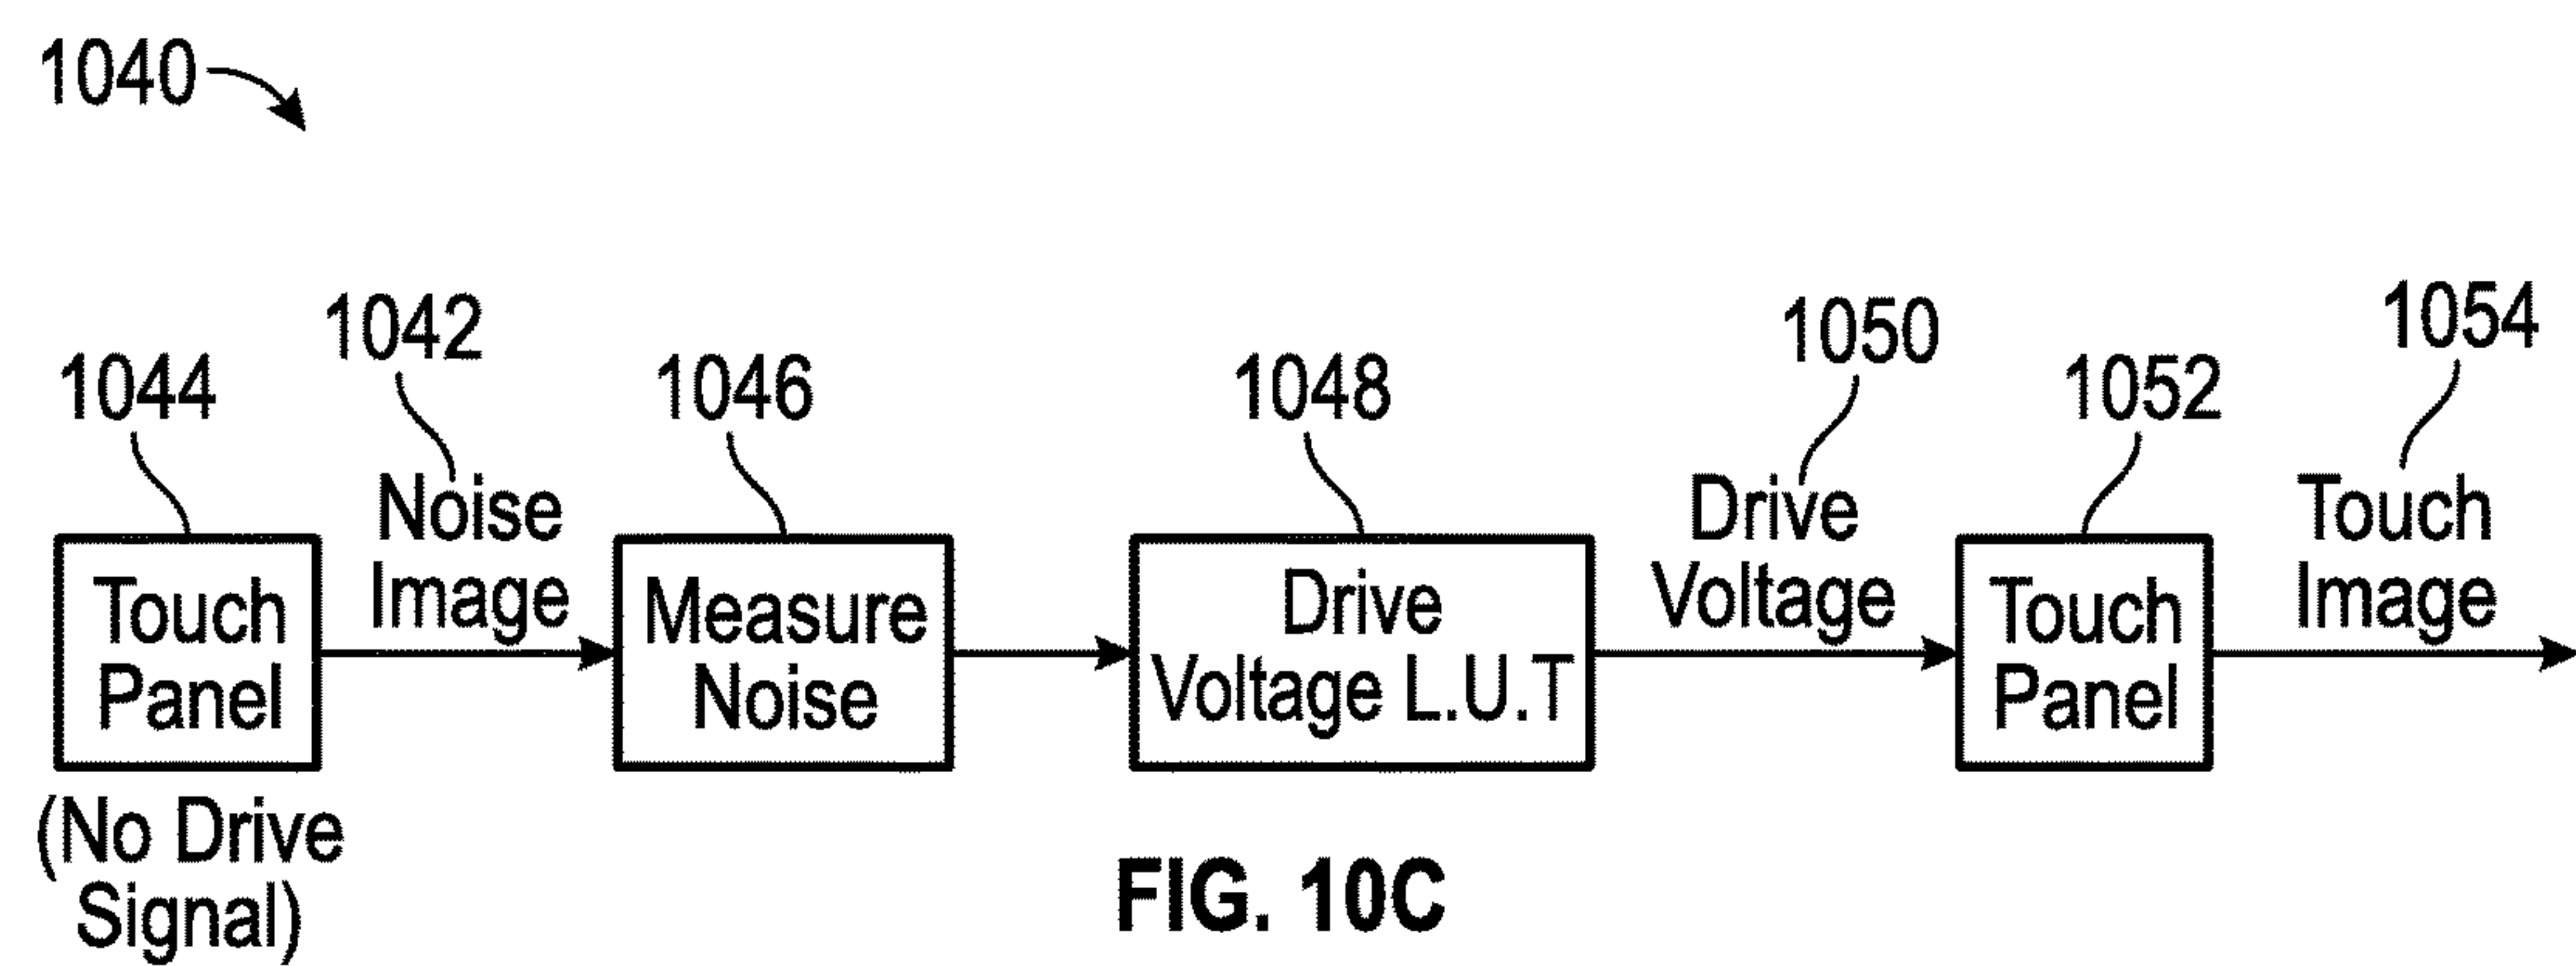 1040
1044
1042
1046
1048
1050
1052
1054
Noise
Image
Drive
Voltage
Touch
Image
Touch
Panel
Measure
Noise
Drive
Voltage L.U.T
Touch
Panel
(No Drive
Signal)
FIG. 10C